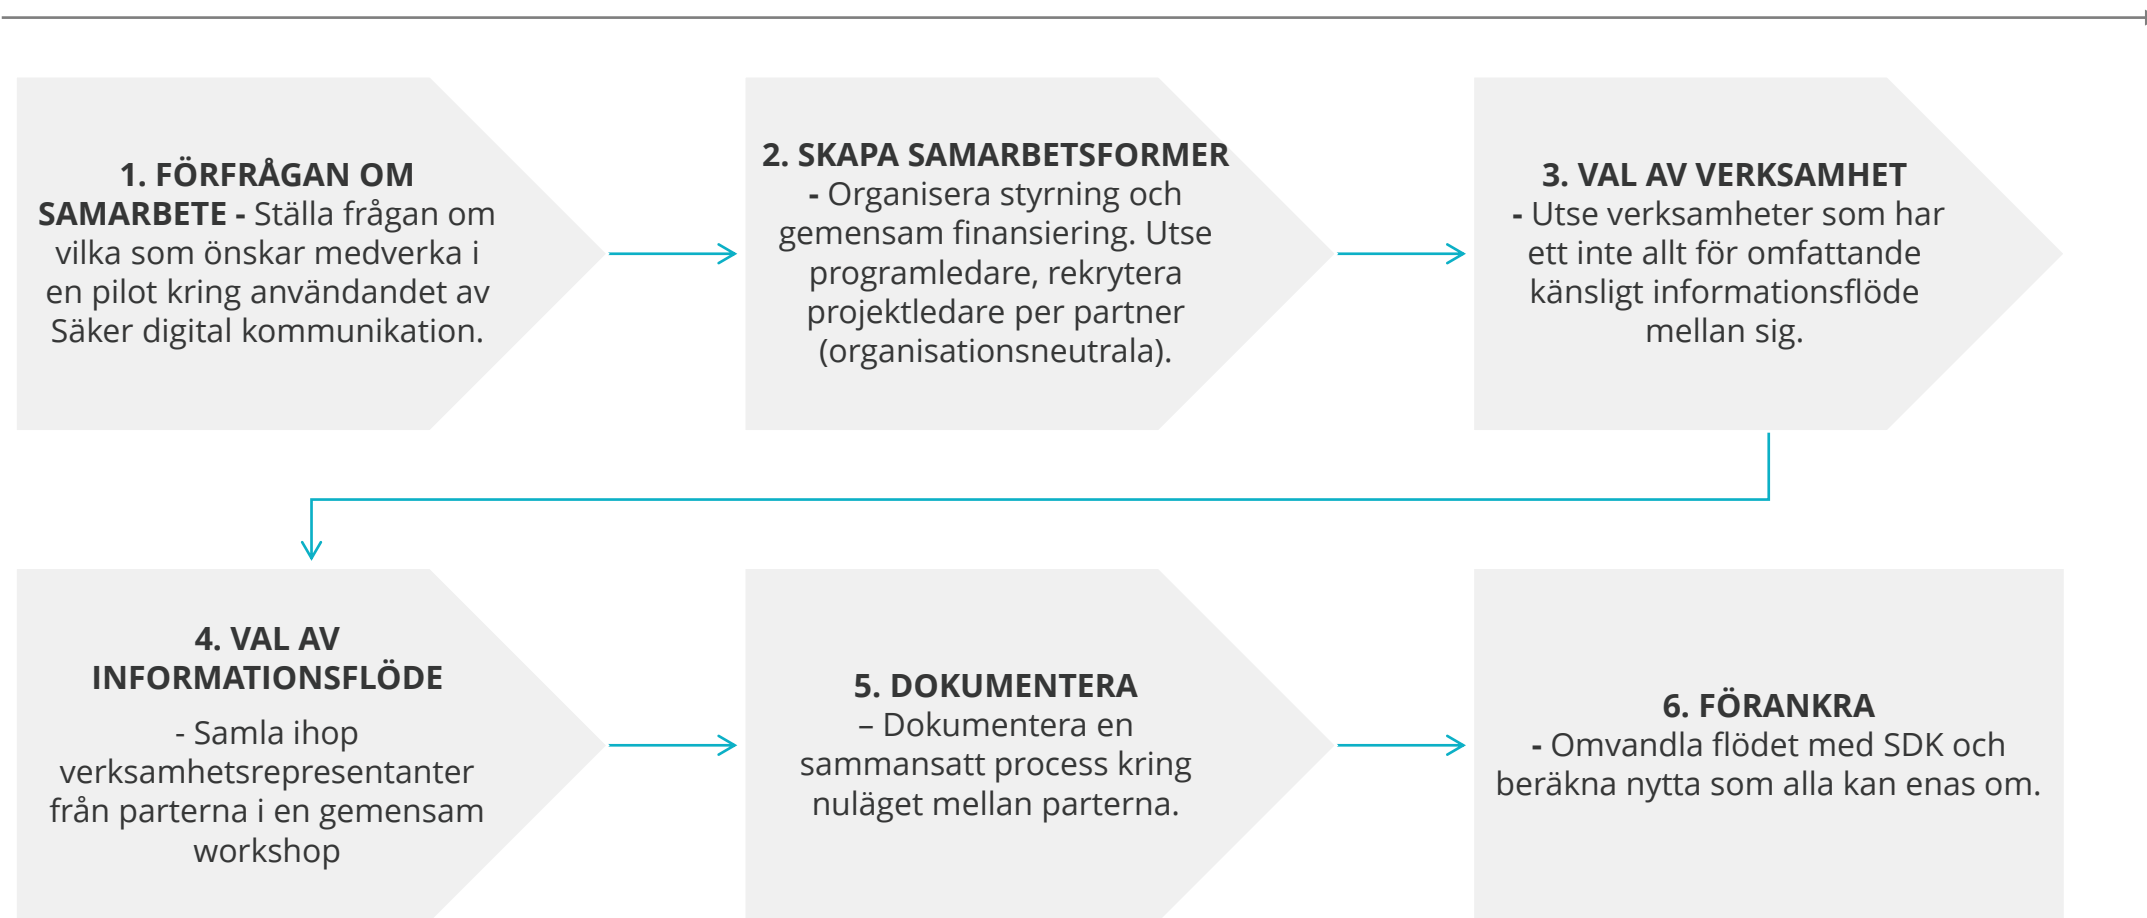 1. FÖRFRÅGAN OM
SAMARBETE - Ställa frågan om
vilka som önskar medverka i
en pilot kring användandet av
Säker digital kommunikation.
2. SKAPA SAMARBETSFORMER
- Organisera styrning och
gemensam finansiering. Utse
programledare, rekrytera
projektledare per partner
(organisationsneutrala).
3. VAL AV VERKSAMHET
- Utse verksamheter som har
ett inte allt för omfattande
känsligt informationsflöde
mellan sig.
4. VAL AV
INFORMATIONSFLÖDE
- Samla ihop
verksamhetsrepresentanter
från parterna i en gemensam
workshop
5. DOKUMENTERA
– Dokumentera en
sammansatt process kring
nuläget mellan parterna.
6. FÖRANKRA
- Omvandla flödet med SDK och
beräkna nytta som alla kan enas om.